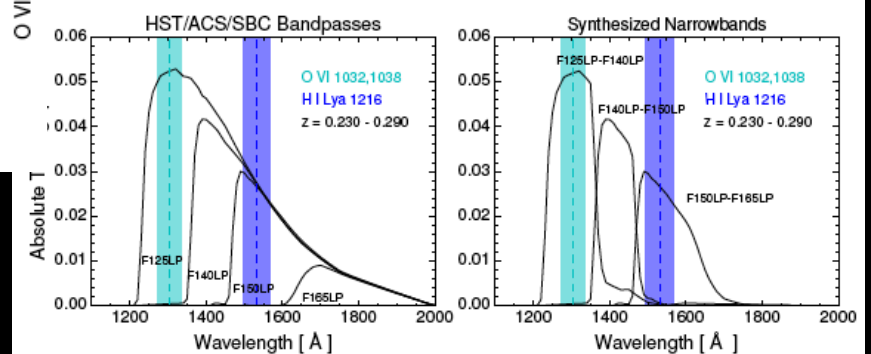 O VI
HST/ACS/SBC Bandpasses
Absolute T
0.06
0.05
0.04
0.03
0.02
0.01
0.00
O VI 1032,1038
H I Lya 1216
z = 0.230 - 0.290
F125LP
F140LP
F150LP
F165LP
1200 1400 1600 1800 2000
Wavelength [ Å ]
Synthesized Narrowbands
0.06
0.05
0.04
0.03
0.02
0.01
0.00
F125LP-F140LP
O VI 1032,1038
H I Lya 1216
F140LP-F150LP
z = 0.230 - 0.290
F150LP-F165LP
1200 1400 1600 1800 2000
Wavelength [ Å ]